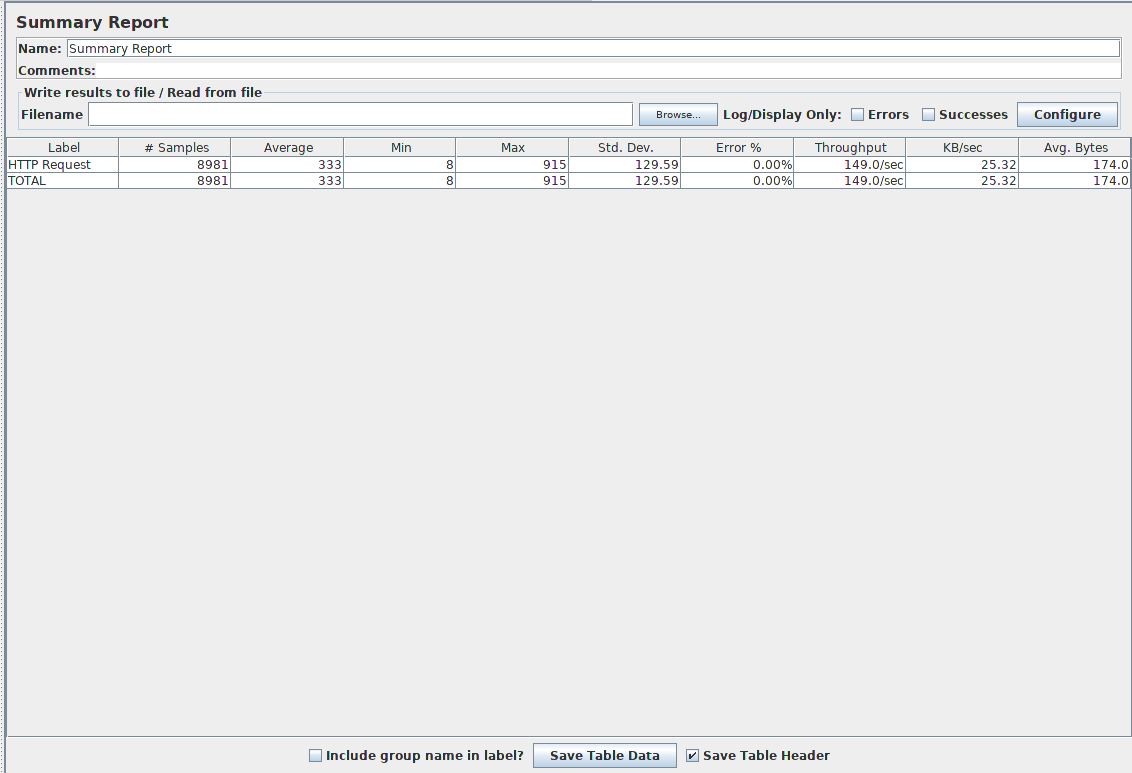 Summary Report
Name: Summary Report
Comments:
Write results to file / Read from file
Filename Browse... Log/Display Only: Errors Successes Configure
Label # Samples Average Min Max Std. Dev. Error % Throughput KB/sec Avg. Bytes
HTTP Request 8981 333 8 915 129.59 0.00% 149.0/sec 25.32 174.0
TOTAL 8981 333 8 915 129.59 0.00% 149.0/sec 25.32 174.0
Include group name in label? Save Table Data Save Table Header